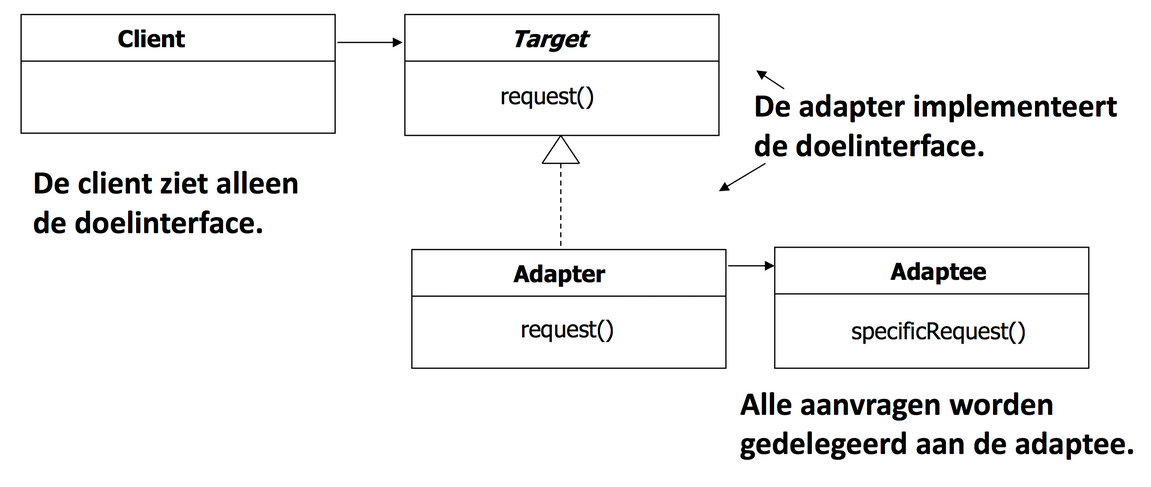 Client
Target
request()
De adapter implementeert
de doelinterface.
De client ziet alleen
de doelinterface.
Adapter
request()
Adaptee
specificRequest()
Alle aanvragen worden
gedelegeerd aan de adaptee.